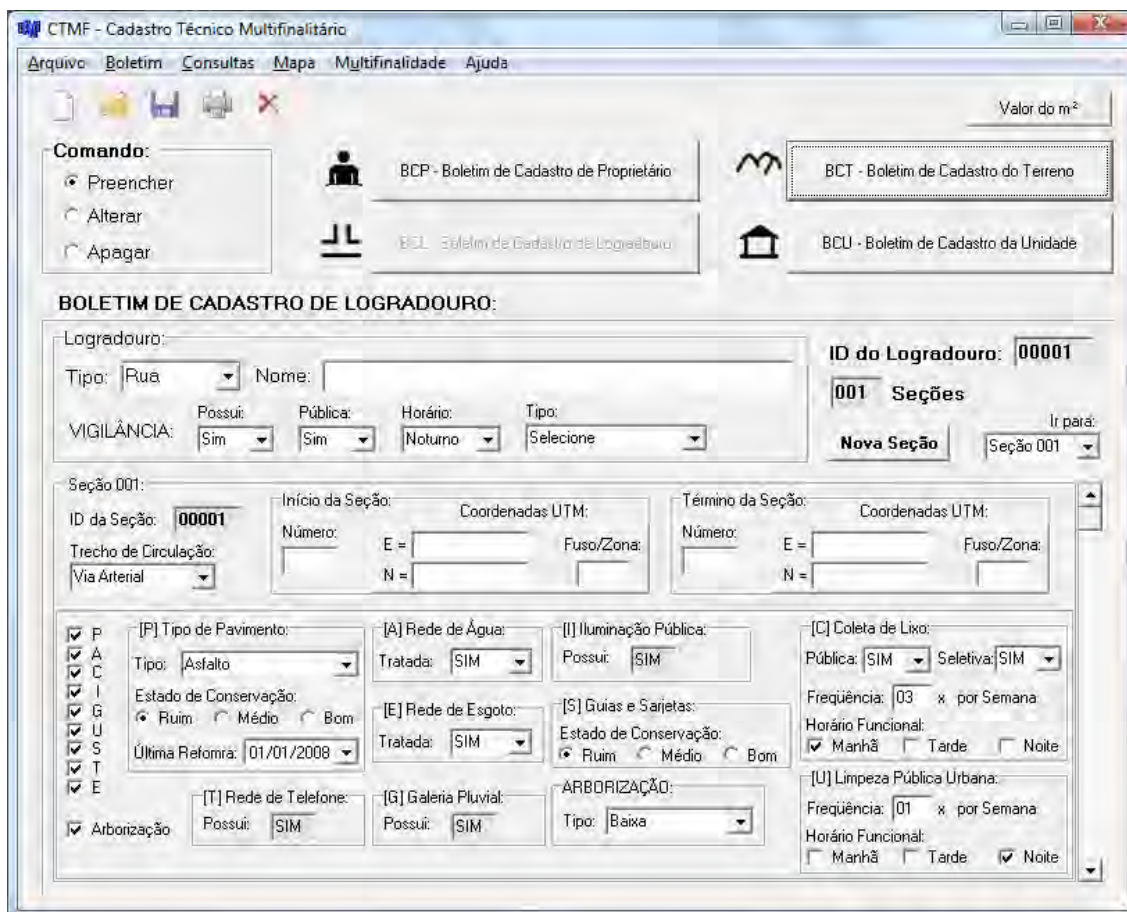 CTMF - Cadastro Técnico Multifinalitário
Arquivo Boletim Consultas Mapa Multifinalidade Ajuda
Valor do m²
Comando:
Preencher
Alterar
Apagar
BCP - Boletim de Cadastro de Proprietário
BCT - Boletim de Cadastro do Terreno
BCL - Boletim de Cadastro de Logradouro
BCU - Boletim de Cadastro da Unidade
BOLETIM DE CADASTRO DE LOGRADOURO:
Logradouro:
Tipo: Rua Nome:
VIGILÂNCIA:
Possui: Pública: Horário: Tipo:
Sim Sim Noturno Selecione
ID do Logradouro: 00001
001 Seções
Ir para:
Nova Seção Seção 001
Seção 001:
ID da Seção: 00001
Trecho de Circulação:
Via Arterial
Início da Seção:
Coordenadas UTM:
Número:
E =
Fuso/Zona:
N =
Término da Seção:
Coordenadas UTM:
Número:
E =
Fuso/Zona:
N =
P
A
C
I
G
U
S
T
E
Arborização
[P] Tipo de Pavimento:
Tipo: Asfalto
Estado de Conservação:
Ruim Médio Bom
Última Refomra: 01/01/2008
[T] Rede de Telefone:
Possui: SIM
[A] Rede de Água:
Tratada: SIM
[E] Rede de Esgoto:
Tratada: SIM
[G] Galeria Pluvial:
Possui: SIM
[I] Iluminação Pública:
Possui: SIM
[S] Guias e Sarjetas:
Estado de Conservação:
Ruim Médio Bom
ARBORIZAÇÃO:
Tipo: Baixa
[C] Coleta de Lixo:
Pública: SIM Seletiva: SIM
Freqüência: 03 x por Semana
Horário Funcional:
Manhã Tarde Noite
[U] Limpeza Pública Urbana:
Freqüência: 01 x por Semana
Horário Funcional:
Manhã Tarde Noite